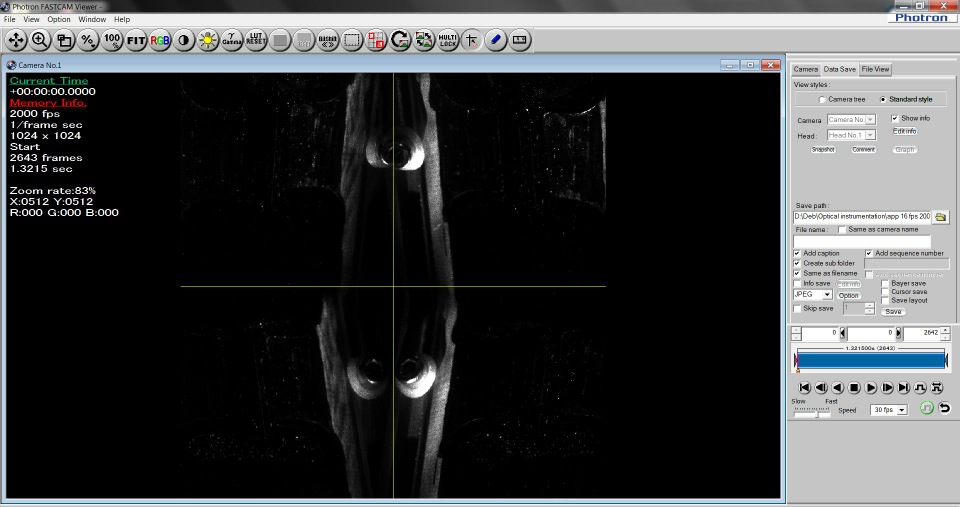 Photron FASTCAM Viewer -
File View Option Window Help
Photron
% 100% FIT RGB γ Gamma LUT RESET MULTI LOCK
Camera No.1
Current Time
+00:00:00.0000
Memory Info.
2000 fps
1/frame sec
1024 x 1024
Start
2643 frames
1.3215 sec
Zoom rate:83%
X:0512 Y:0512
R:000 G:000 B:000
Camera Data Save File View
View styles :
Camera tree Standard style
Camera Camera No. Show info
Head : Head No.1 Edit info
Snapshot Comment Graph
Save path :
D:\Deb\Optical instrumentation\app 16 fps 200
File name : Same as camera name
Add caption Add sequence number
Create sub folder
Same as filename Add sequence number
Info save Edit info Bayer save
Cursor save
JPEG Option Save layout
Skip save 1 Save
0 0 2642
1.321500s (2643)
Slow Fast
Speed 30 fps